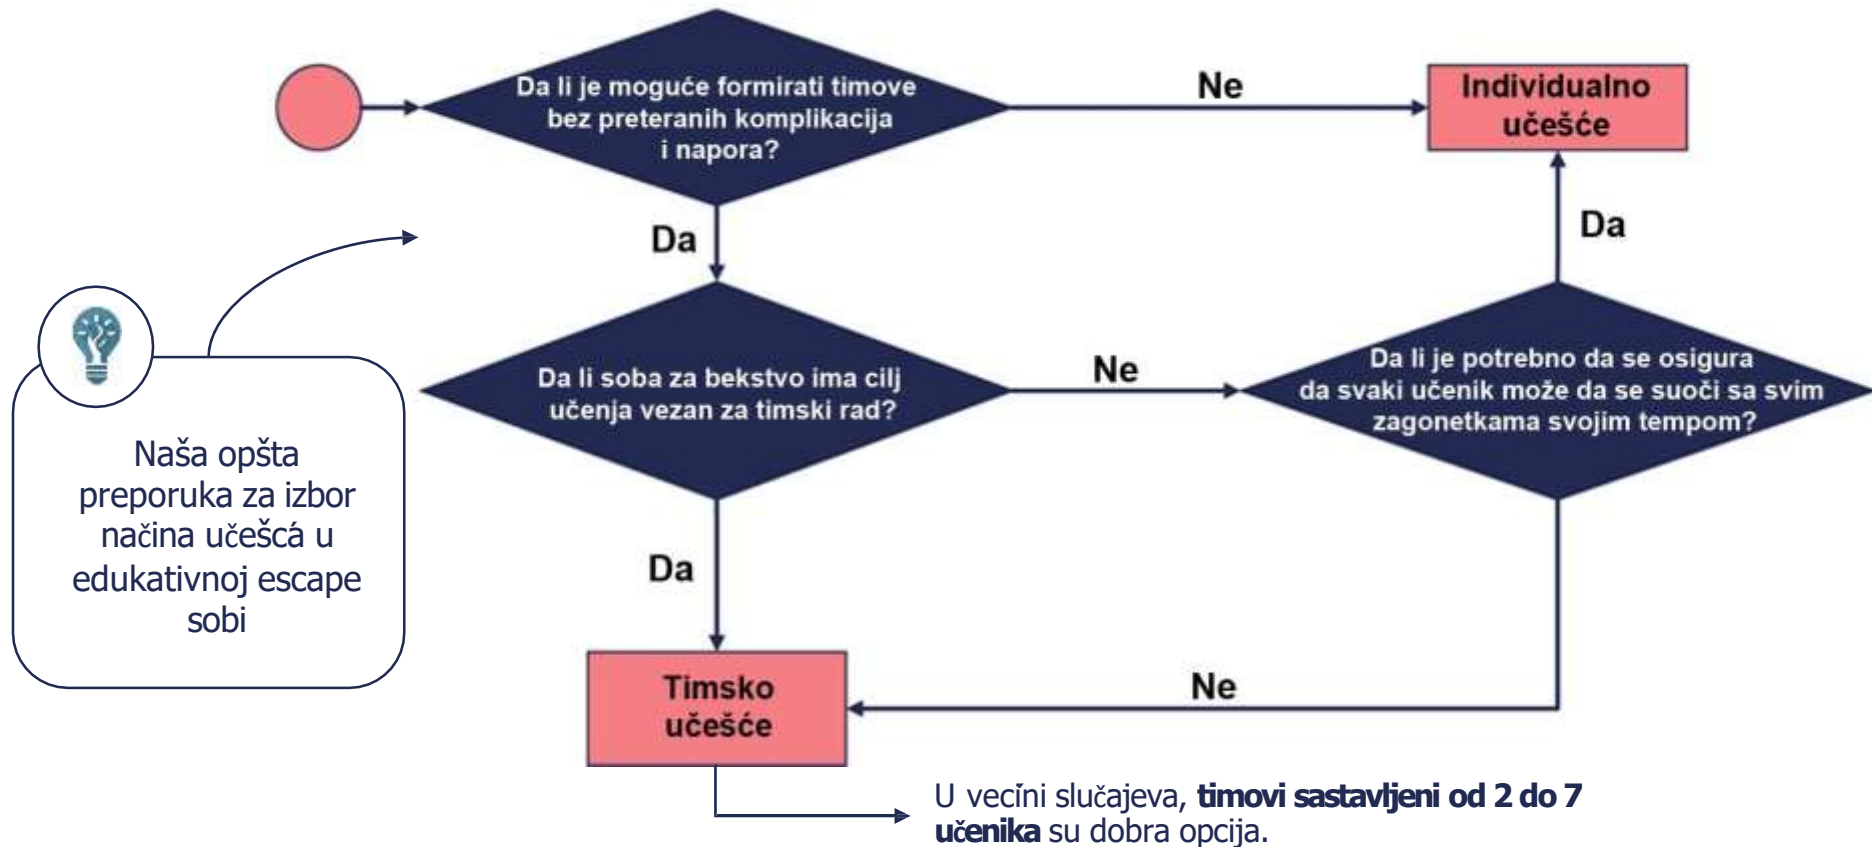 Da li je moguće formirati timove
bez preteranih komplikacija
i napora?
Ne
Individualno
učešće
Da
Da
Da li soba za bekstvo ima cilj
učenja vezan za timski rad?
Ne
Da li je potrebno da se osigura
da svaki učenik može da se suoči sa svim
zagonetkama svojim tempom?
Naša opšta
preporuka za izbor
načina učešcá u
edukativnoj escape
sobi
Da
Timsko
učešće
Ne
U vecíni slučajeva, timovi sastavljeni od 2 do 7
učenika su dobra opcija.